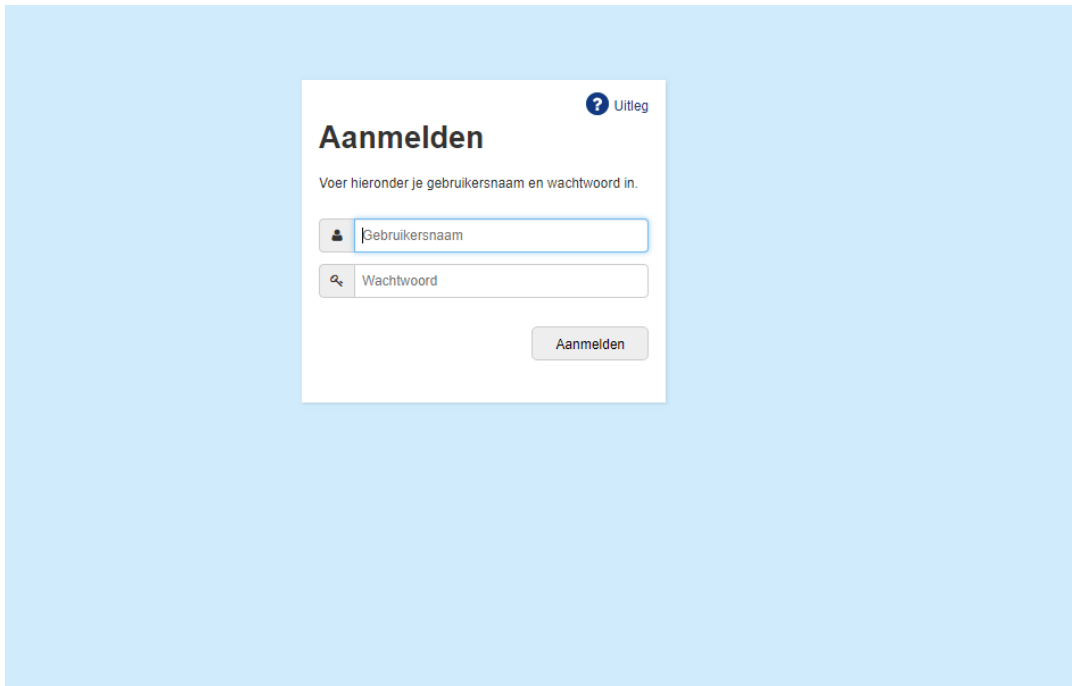 ? Uitleg
Aanmelden
Voer hieronder je gebruikersnaam en wachtwoord in.
Gebruikersnaam
Wachtwoord
Aanmelden